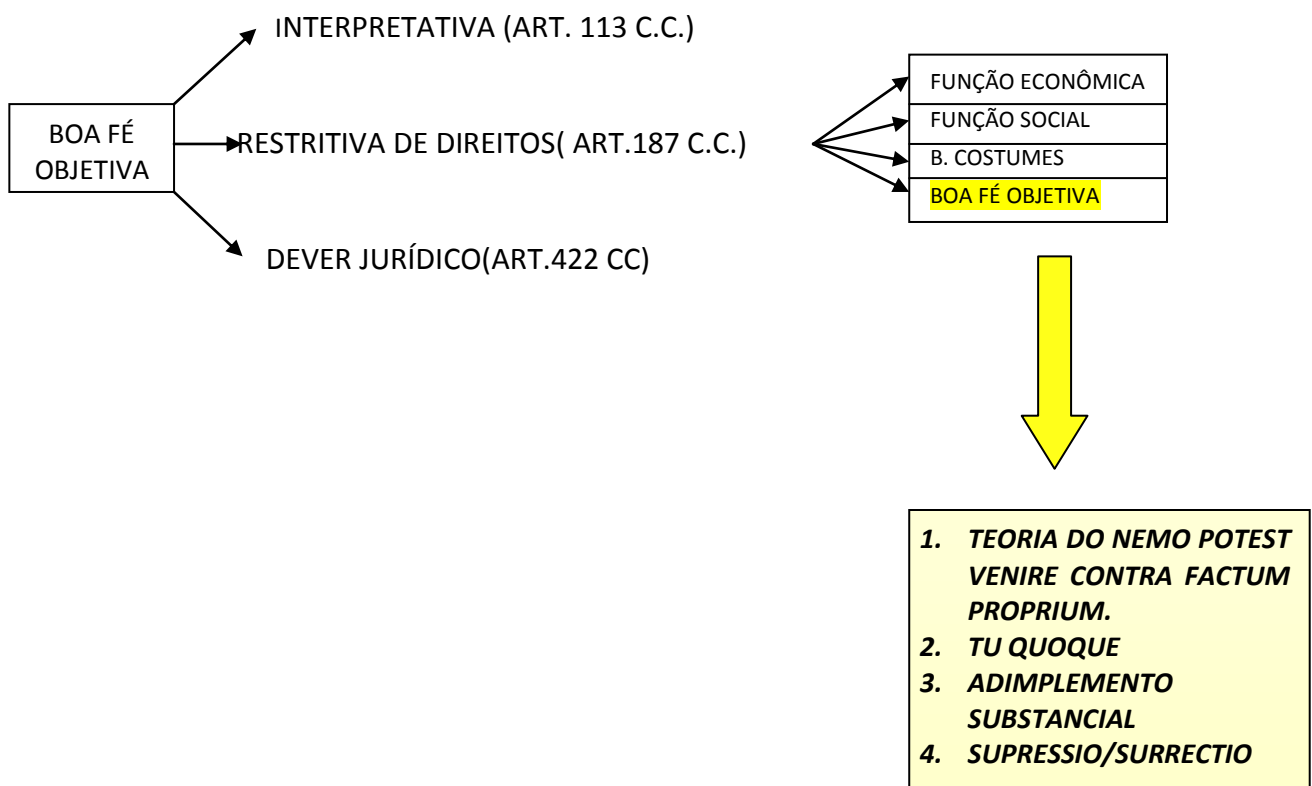 INTERPRETATIVA (ART. 113 C.C.)
BOA FÉ
OBJETIVA
RESTRITIVA DE DIREITOS( ART.187 C.C.)
DEVER JURÍDICO(ART.422 CC)
FUNÇÃO ECONÔMICA
FUNÇÃO SOCIAL
B. COSTUMES
BOA FÉ OBJETIVA
1. TEORIA DO NEMO POTEST
VENIRE CONTRA FACTUM
PROPRIUM.
2. TU QUOQUE
3. ADIMPLEMENTO
SUBSTANCIAL
4. SUPRESSIO/SURRECTIO